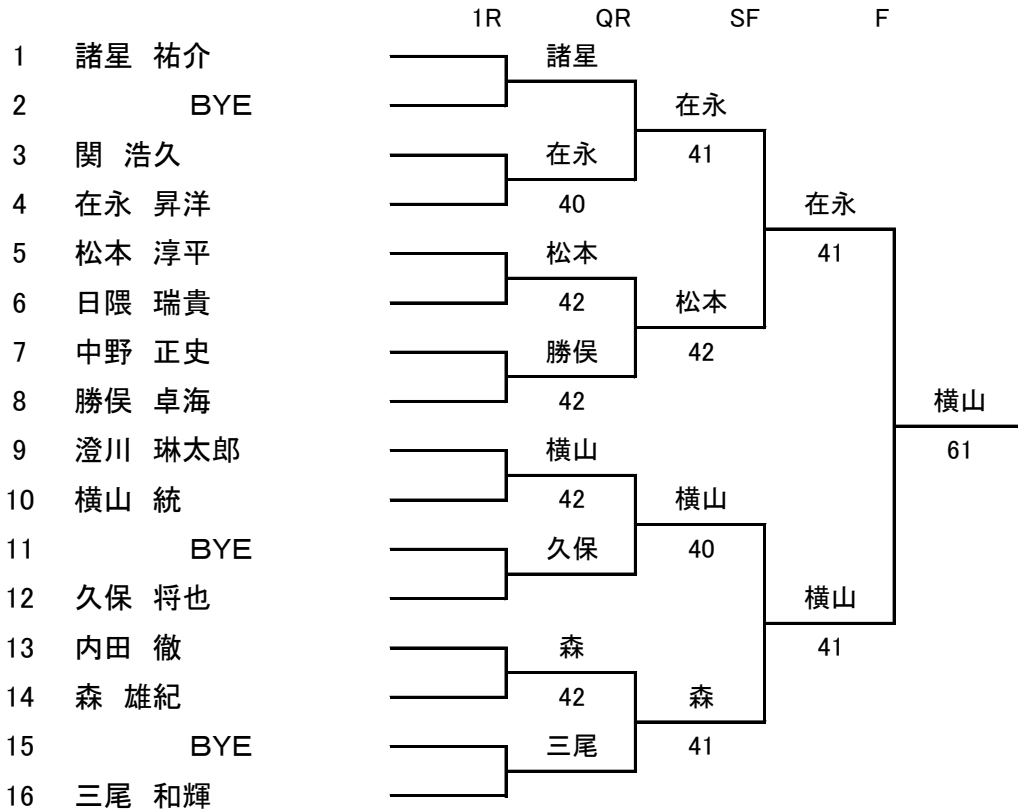 1R QR SF F
1 諸星 祐介 諸星
2 BYE 在永
3 関 浩久 在永 41
4 在永 昇洋 40 在永
5 松本 淳平 松本 41
6 日隈 瑞貴 42 松本
7 中野 正史 勝俣 42
8 勝俣 卓海 42 横山
9 澄川 琳太郎 横山 61
10 横山 統 42 横山
11 BYE 久保 40
12 久保 将也 横山
13 内田 徹 森 41
14 森 雄紀 42 森
15 BYE 三尾 41
16 三尾 和輝